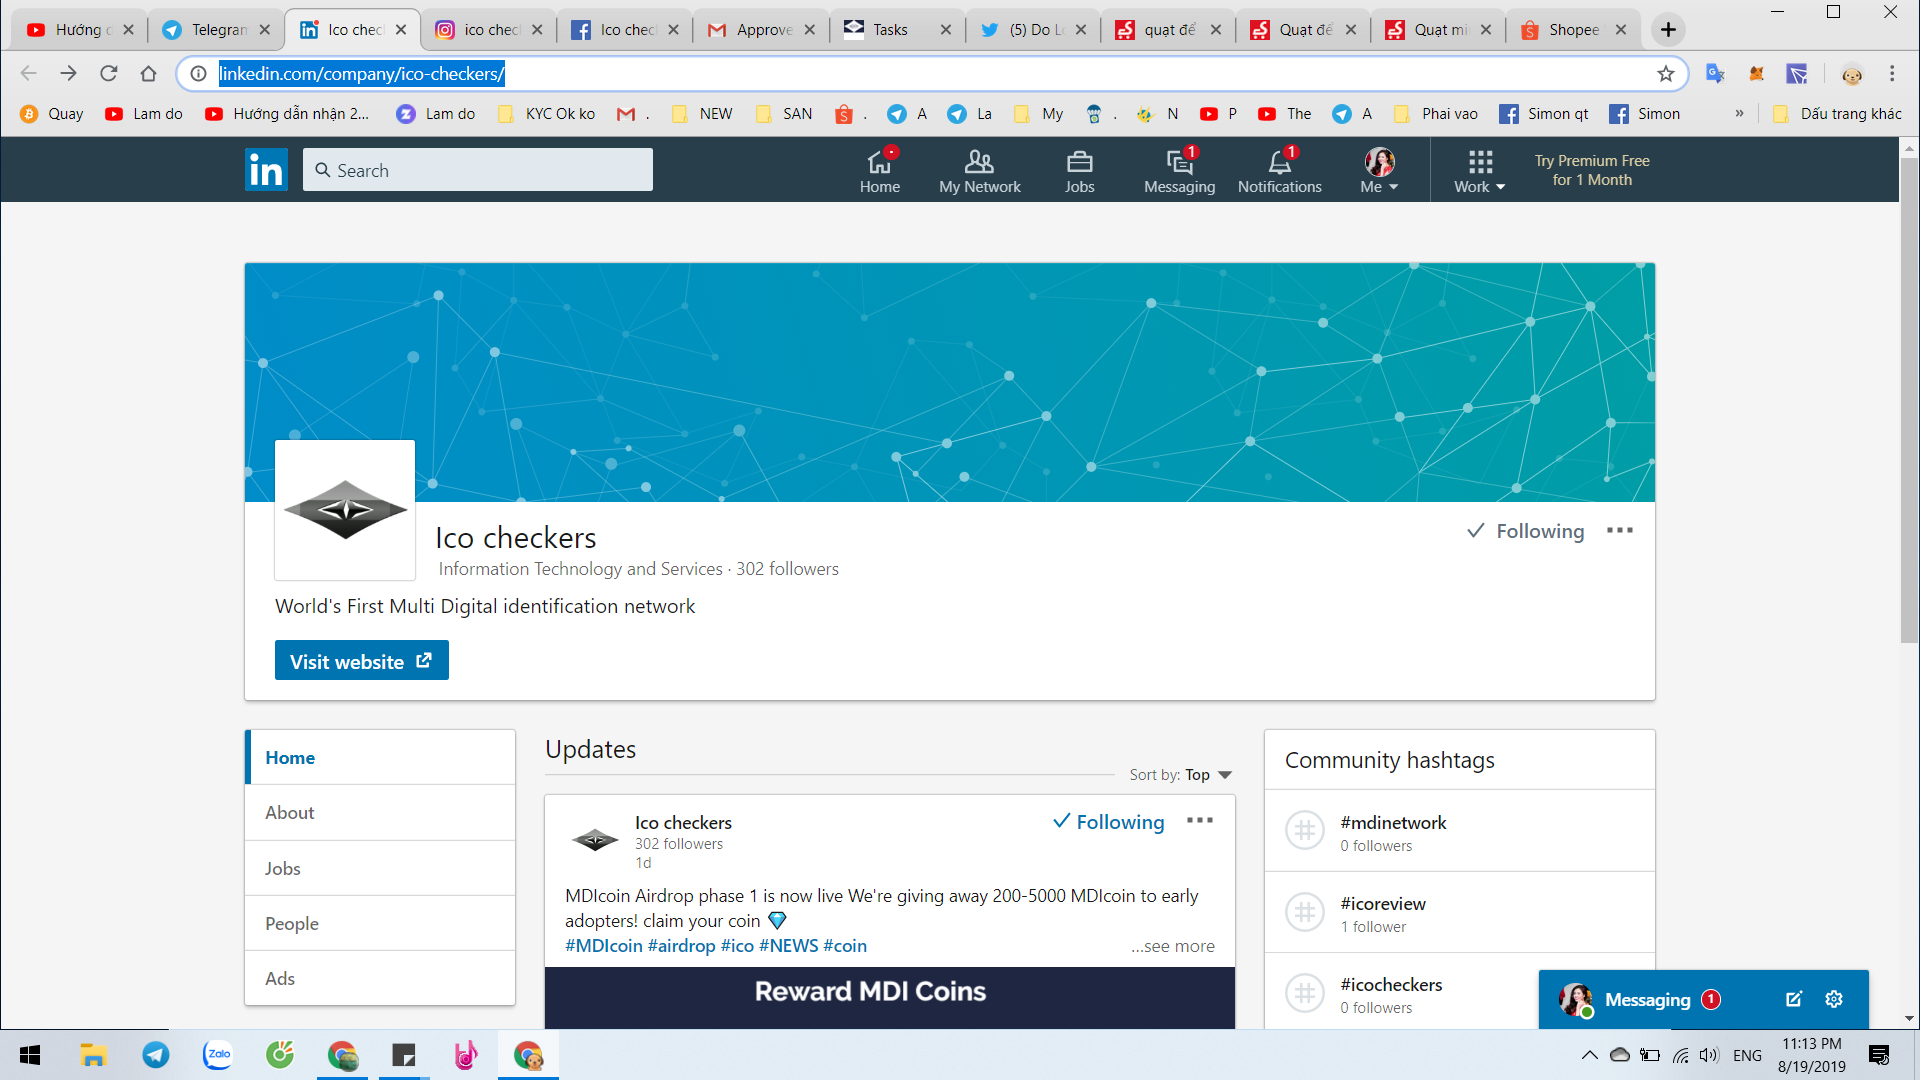 Hướng d
Telegram
Ico chec
ico chec
Ico chec
Approve
Tasks
(5) Do L
quạt để
Quạt để
Quạt mi
Shopee
linkedin.com/company/ico-checkers/
Quay
Lam do
Hướng dẫn nhận 2...
Lam do
KYC Ok ko
.
NEW
SAN
.
A
La
My
.
N
P
The
A
Phai vao
Simon qt
Simon
»
Dấu trang khác
in
Search
Home
My Network
1
Jobs
Messaging
1
Notifications
Me
Work
Try Premium Free
for 1 Month
Ico checkers
Following
Information Technology and Services · 302 followers
World's First Multi Digital identification network
Visit website
Home
About
Jobs
People
Ads
Updates
Sort by: Top
Ico checkers
Following
302 followers
1d
MDIcoin Airdrop phase 1 is now live We're giving away 200-5000 MDIcoin to early
adopters! claim your coin 💎
#MDIcoin #airdrop #ico #NEWS #coin
...see more
Reward MDI Coins
Community hashtags
#mdinetwork
0 followers
#icoreview
1 follower
#icocheckers
0 followers
Messaging
1
Zalo
ENG
11:13 PM
8/19/2019